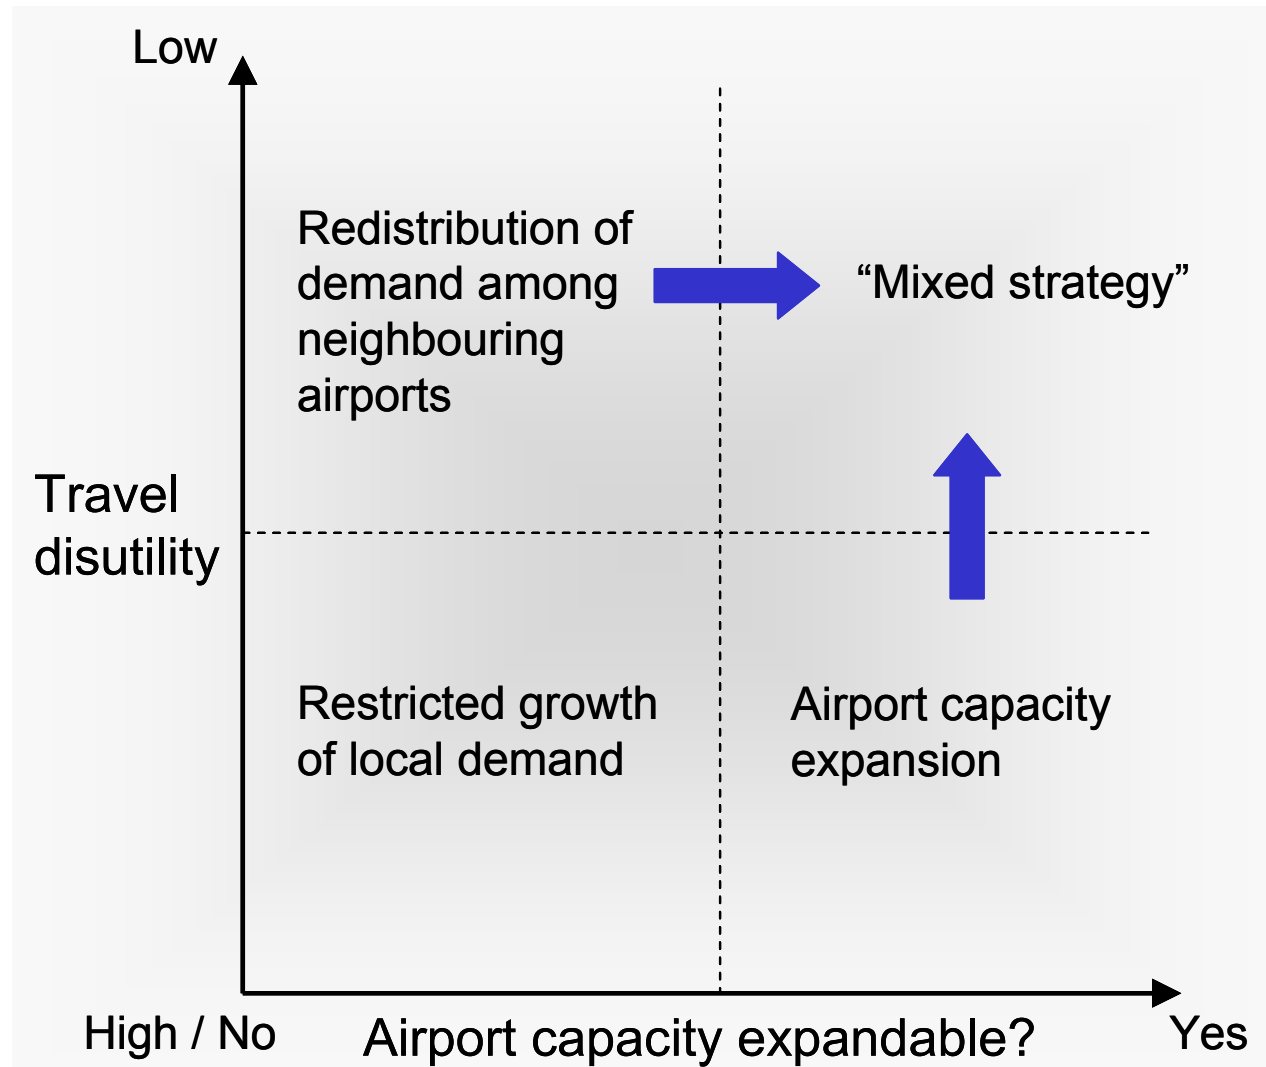 Low
Redistribution of
demand among
neighbouring
airports
“Mixed strategy”
Travel
disutility
Restricted growth
of local demand
Airport capacity
expansion
High / No
Airport capacity expandable?
Yes